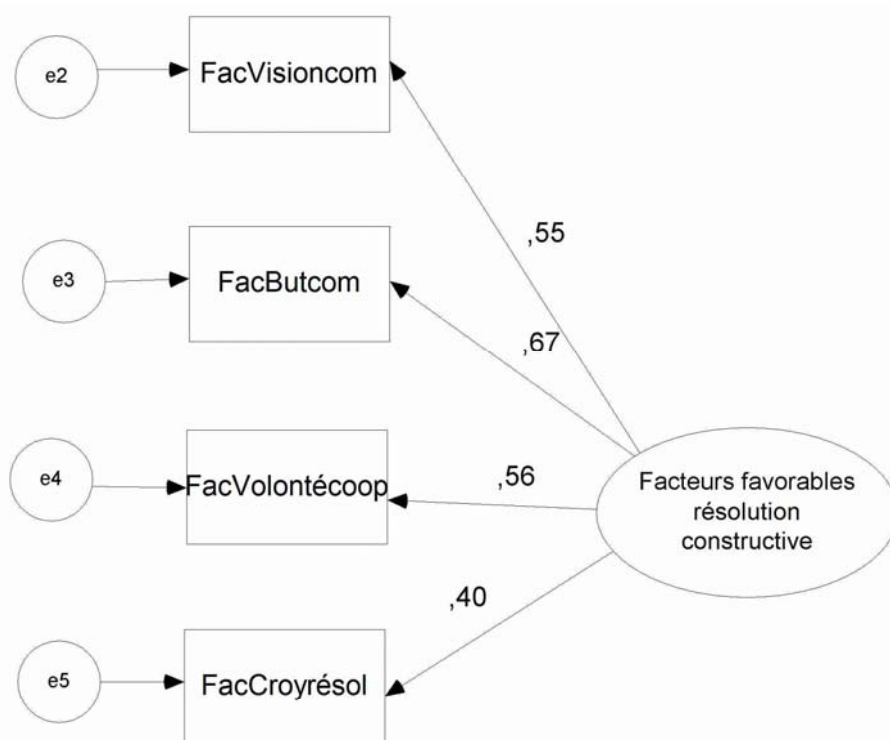 e2
FacVisioncom
,55
e3
FacButcom
,67
e4
FacVolontécoop
,56
Facteurs favorables
résolution
constructive
,40
e5
FacCroyrésol